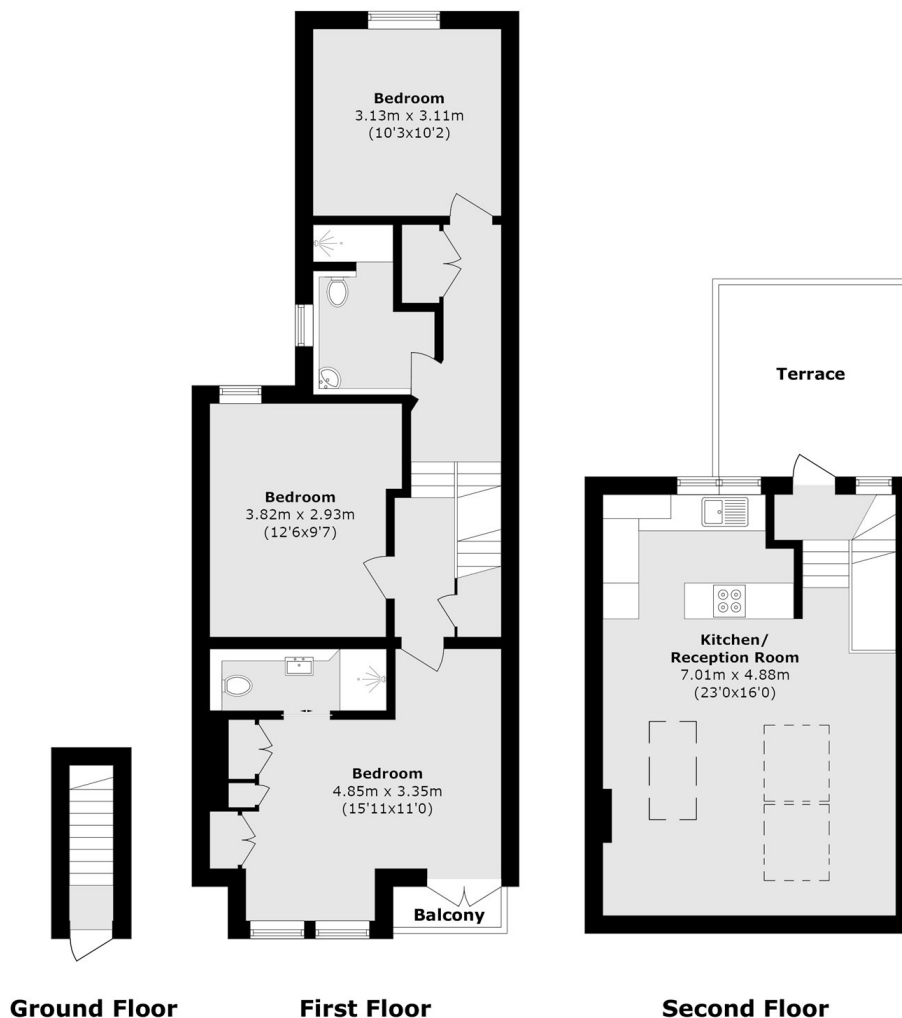 Bedroom
3.13m x 3.11m
(10'3x10'2)
Terrace
Bedroom
3.82m x 2.93m
(12'6x9'7)
Kitchen/
Reception Room
7.01m x 4.88m
(23'0x16'0)
Bedroom
4.85m x 3.35m
(15'11x11'0)
Balcony
Ground Floor
First Floor
Second Floor